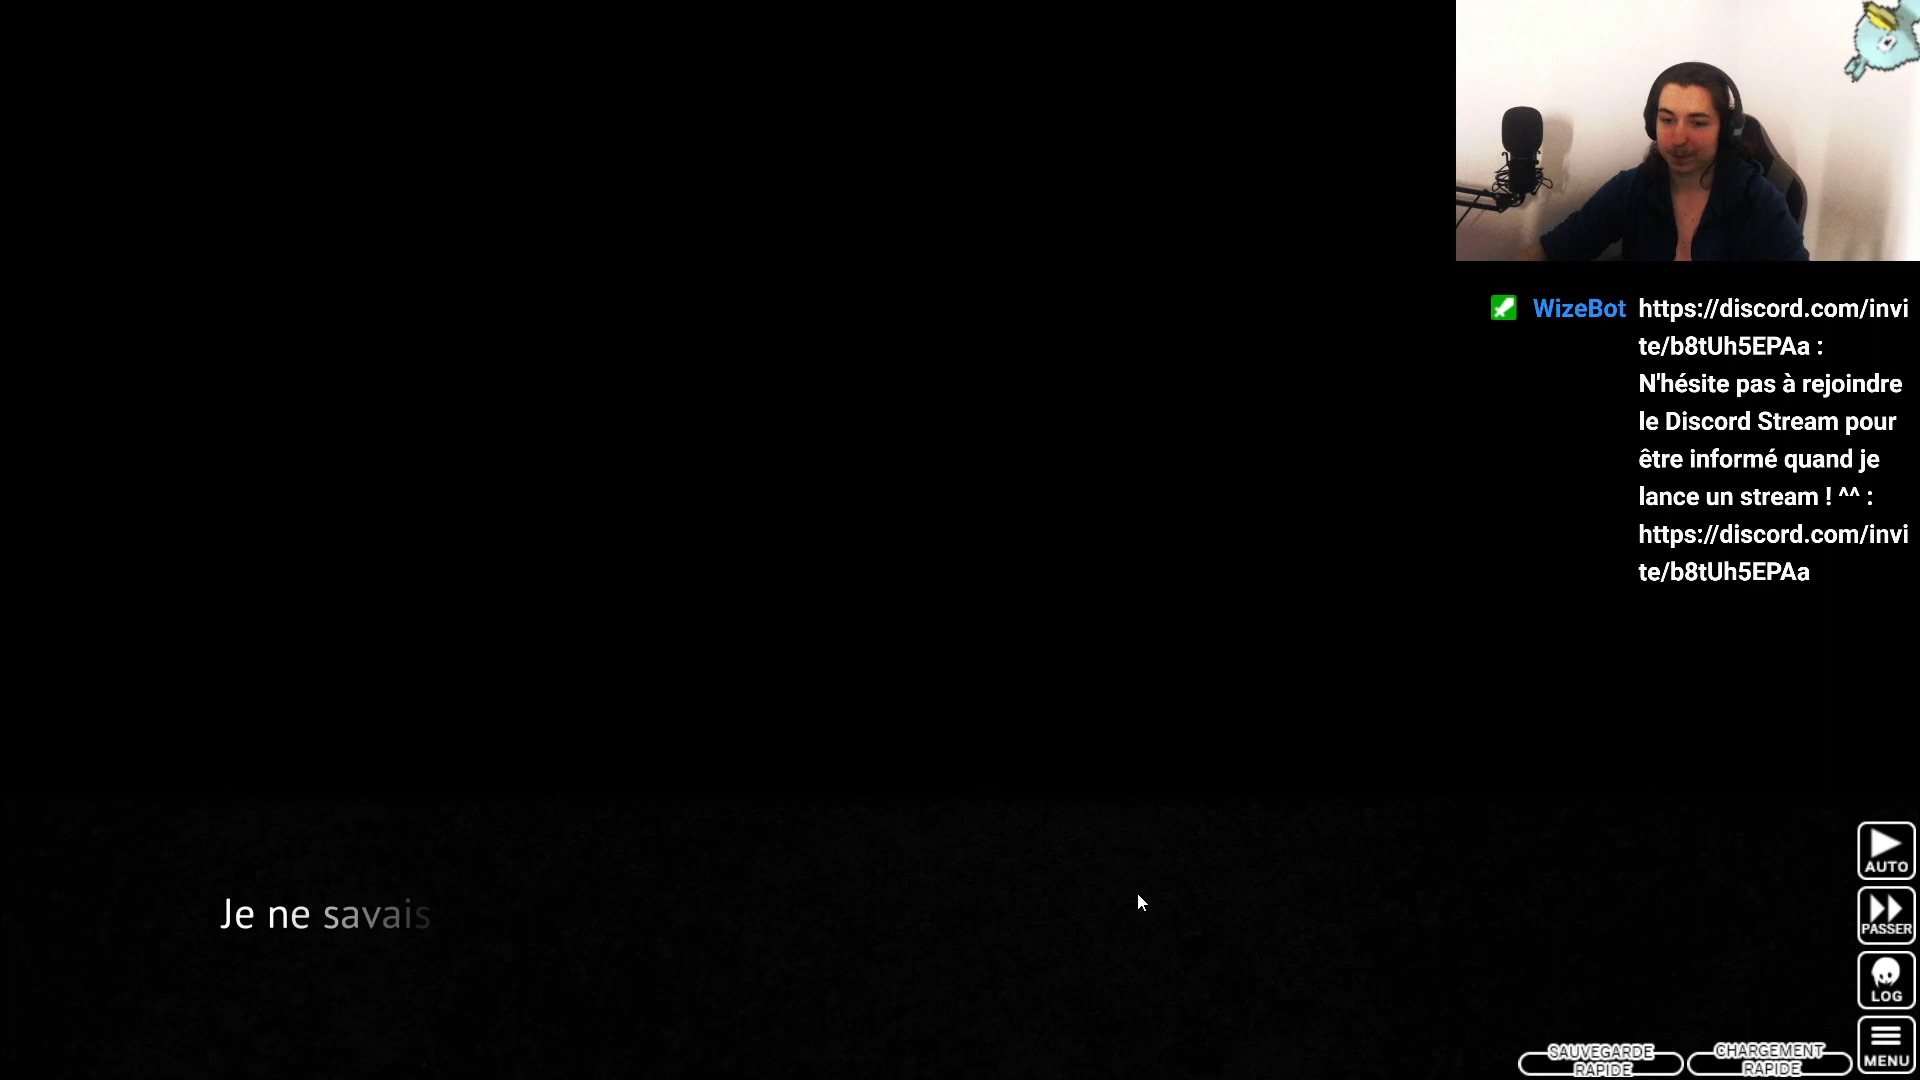 WizeBot https://discord.com/invi
te/b8tUh5EPAa :
N'hésite pas à rejoindre
le Discord Stream pour
être informé quand je
lance un stream ! ^^ :
https://discord.com/invi
te/b8tUh5EPAa
Je ne savais
AUTO
PASSER
LOG
MENU
SAUVEGARDE
RAPIDE
CHARGEMENT
RAPIDE